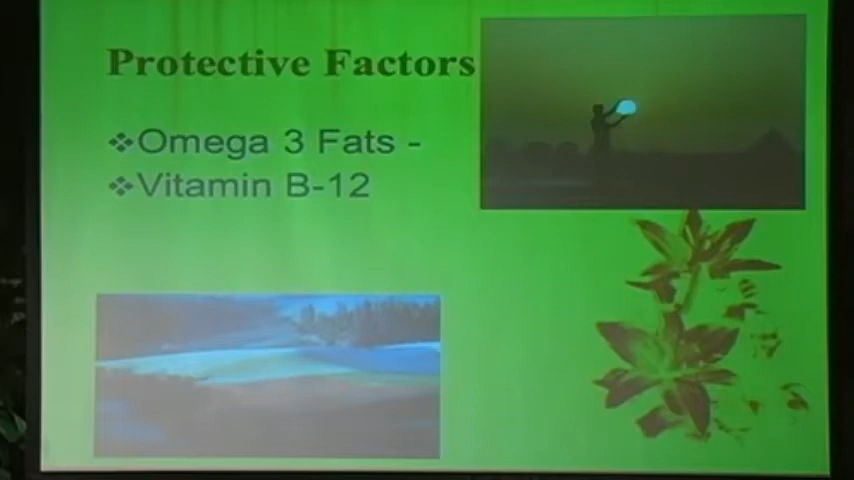 Protective Factors
❖Omega 3 Fats -
❖Vitamin B-12